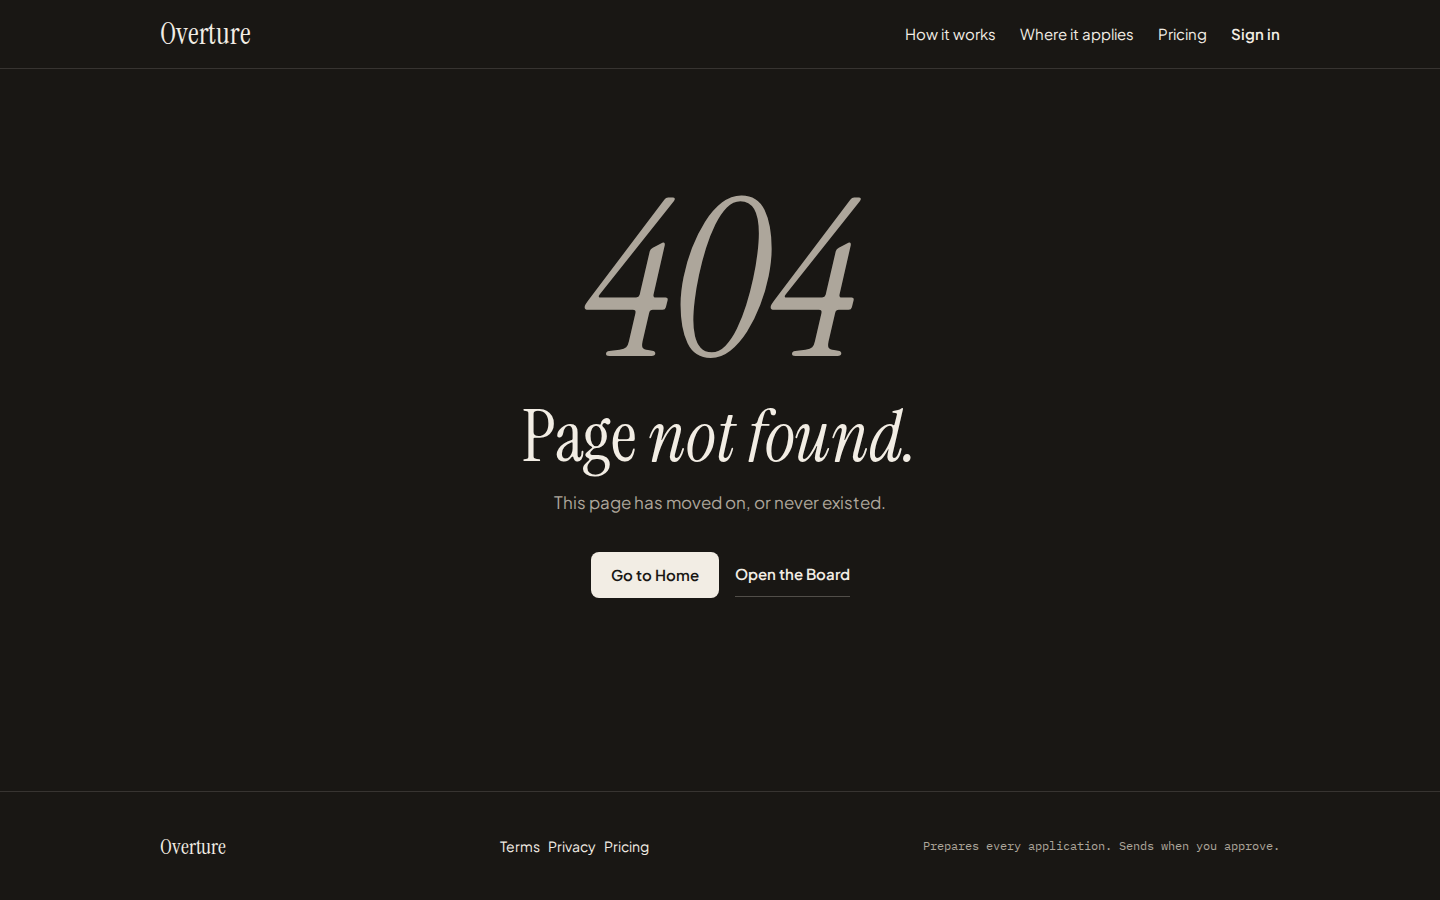 Overture
How it works Where it applies Pricing Sign in
404
Page not found.
This page has moved on, or never existed.
Go to Home Open the Board
Overture
Terms Privacy Pricing
Prepares every application. Sends when you approve.